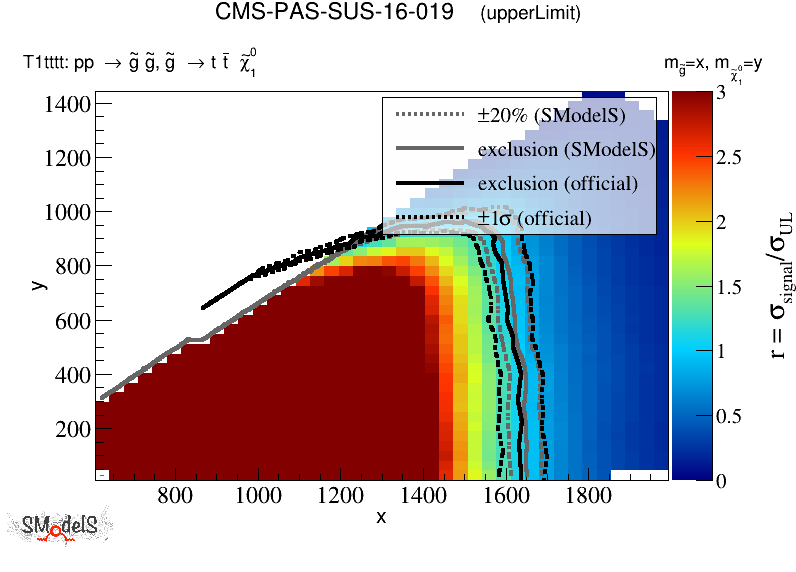 CMS-PAS-SUS-16-019 (upperLimit)
T1tttt: pp → g̃ g̃, g̃ → t t̄ χ̃₁⁰
m_g̃=x, m_χ̃₁⁰=y
±20% (SModelS)
exclusion (SModelS)
exclusion (official)
±1σ (official)
1400
1200
1000
800
600
400
200
y
800 1000 1200 1400 1600 1800
x
3
2.5
2
1.5
1
0.5
0
r = σ_signal/σ_UL
SModelS